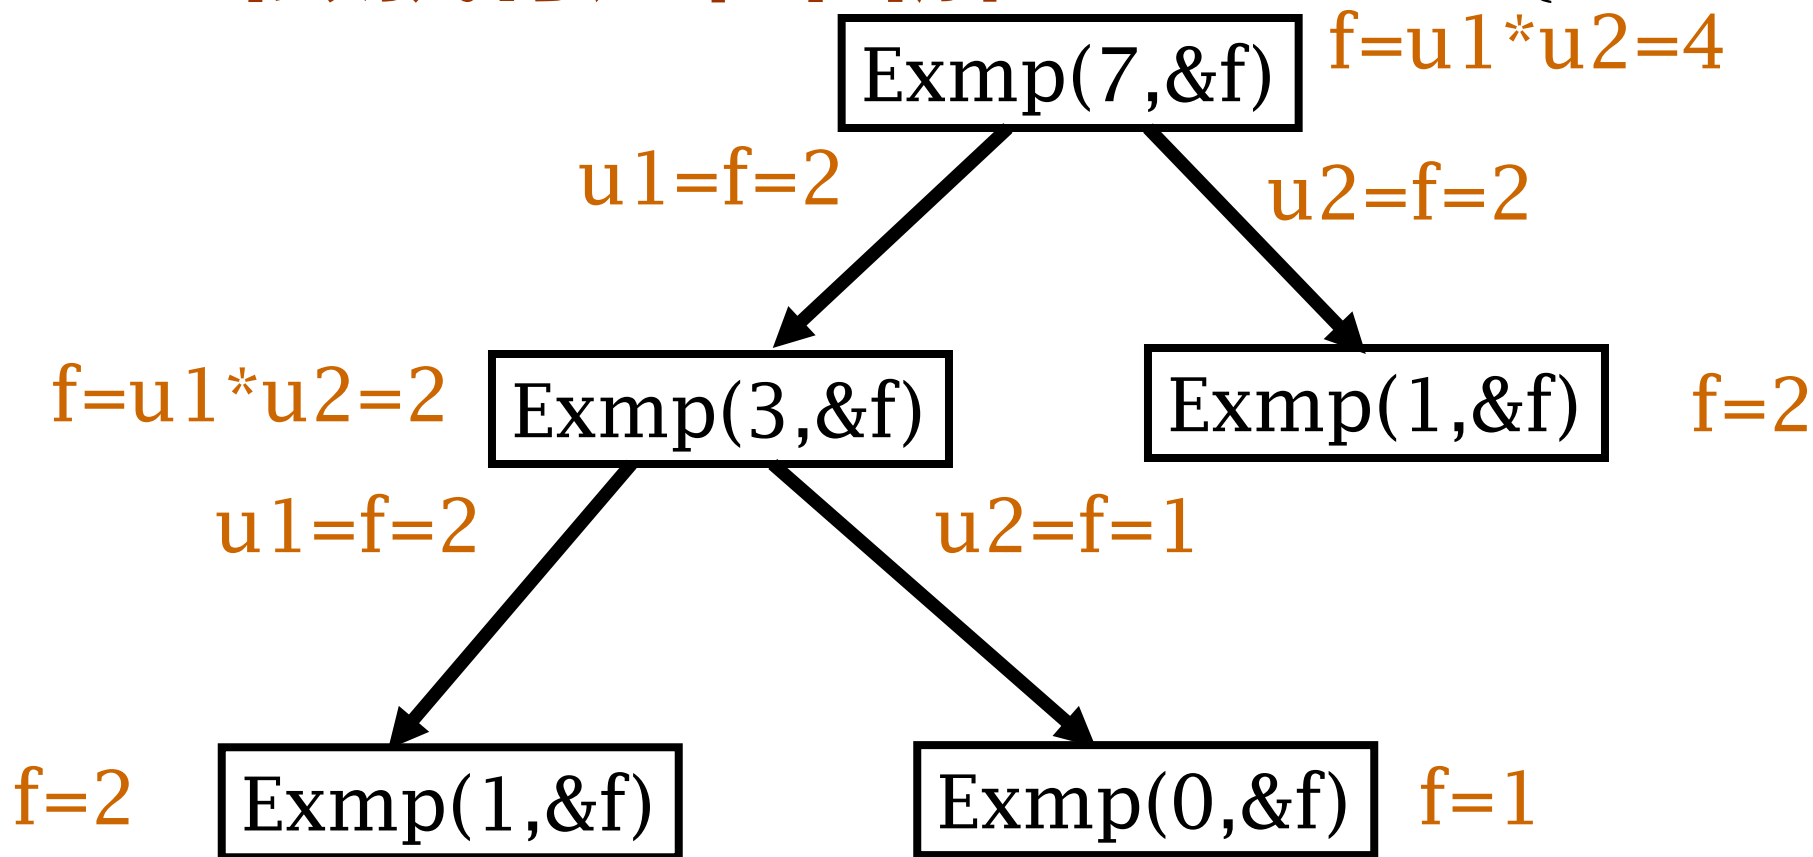 Exmp(7,&f)
f=u1*u2=4
u1=f=2
u2=f=2
f=u1*u2=2
Exmp(3,&f)
Exmp(1,&f)
f=2
u1=f=2
u2=f=1
f=2
Exmp(1,&f)
Exmp(0,&f)
f=1